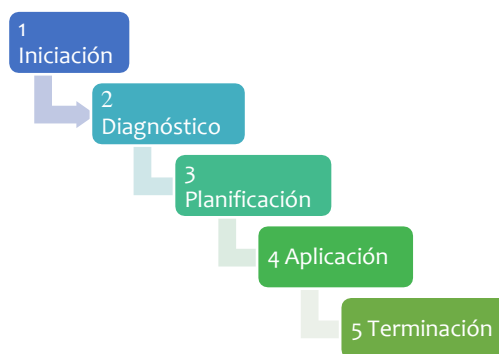 1
Iniciación
2
Diagnóstico
3
Planificación
4 Aplicación
5 Terminación